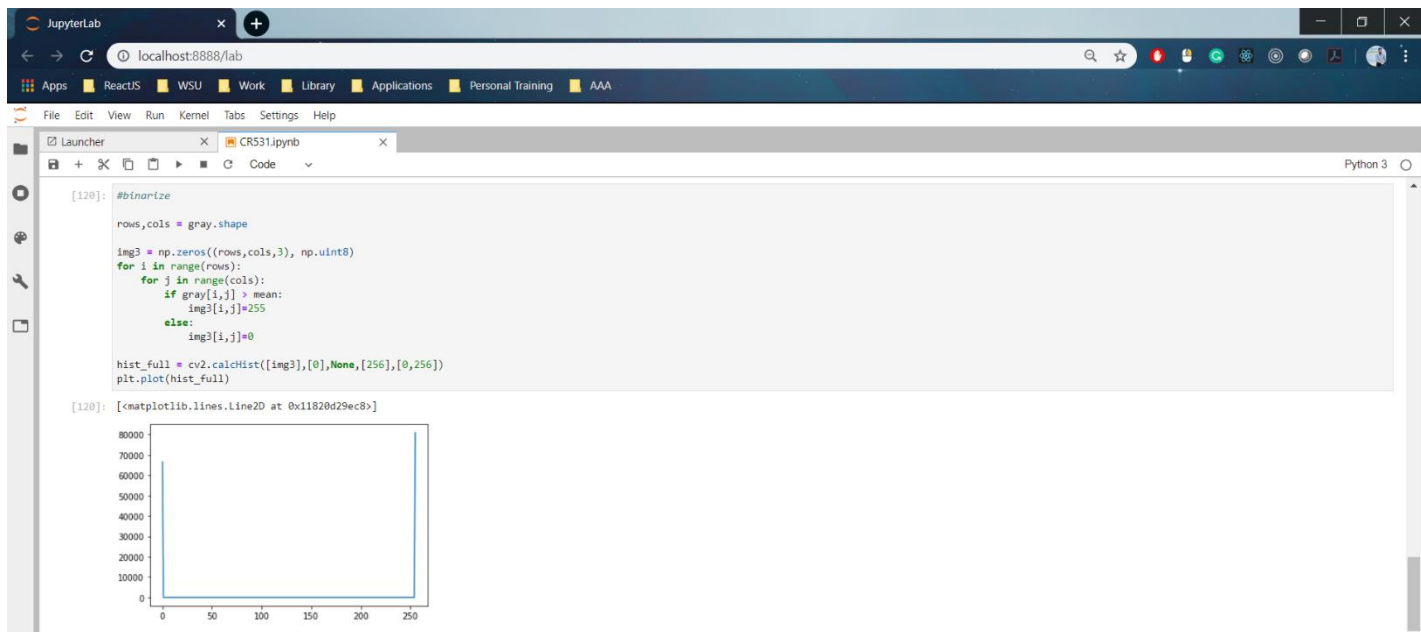 JupyterLab
localhost:8888/lab
Apps ReactJS WSU Work Library Applications Personal Training AAA
File Edit View Run Kernel Tabs Settings Help
Launcher CR531.ipynb
Code Python 3
[120]: #binarize
rows,cols = gray.shape
img3 = np.zeros((rows,cols,3), np.uint8)
for i in range(rows):
    for j in range(cols):
        if gray[i,j] > mean:
            img3[i,j]=255
        else:
            img3[i,j]=0
hist_full = cv2.calcHist([img3],[0],None,[256],[0,256])
plt.plot(hist_full)
[120]: [<matplotlib.lines.Line2D at 0x11820d29ec8>]
80000
70000
60000
50000
40000
30000
20000
10000
0
0 50 100 150 200 250